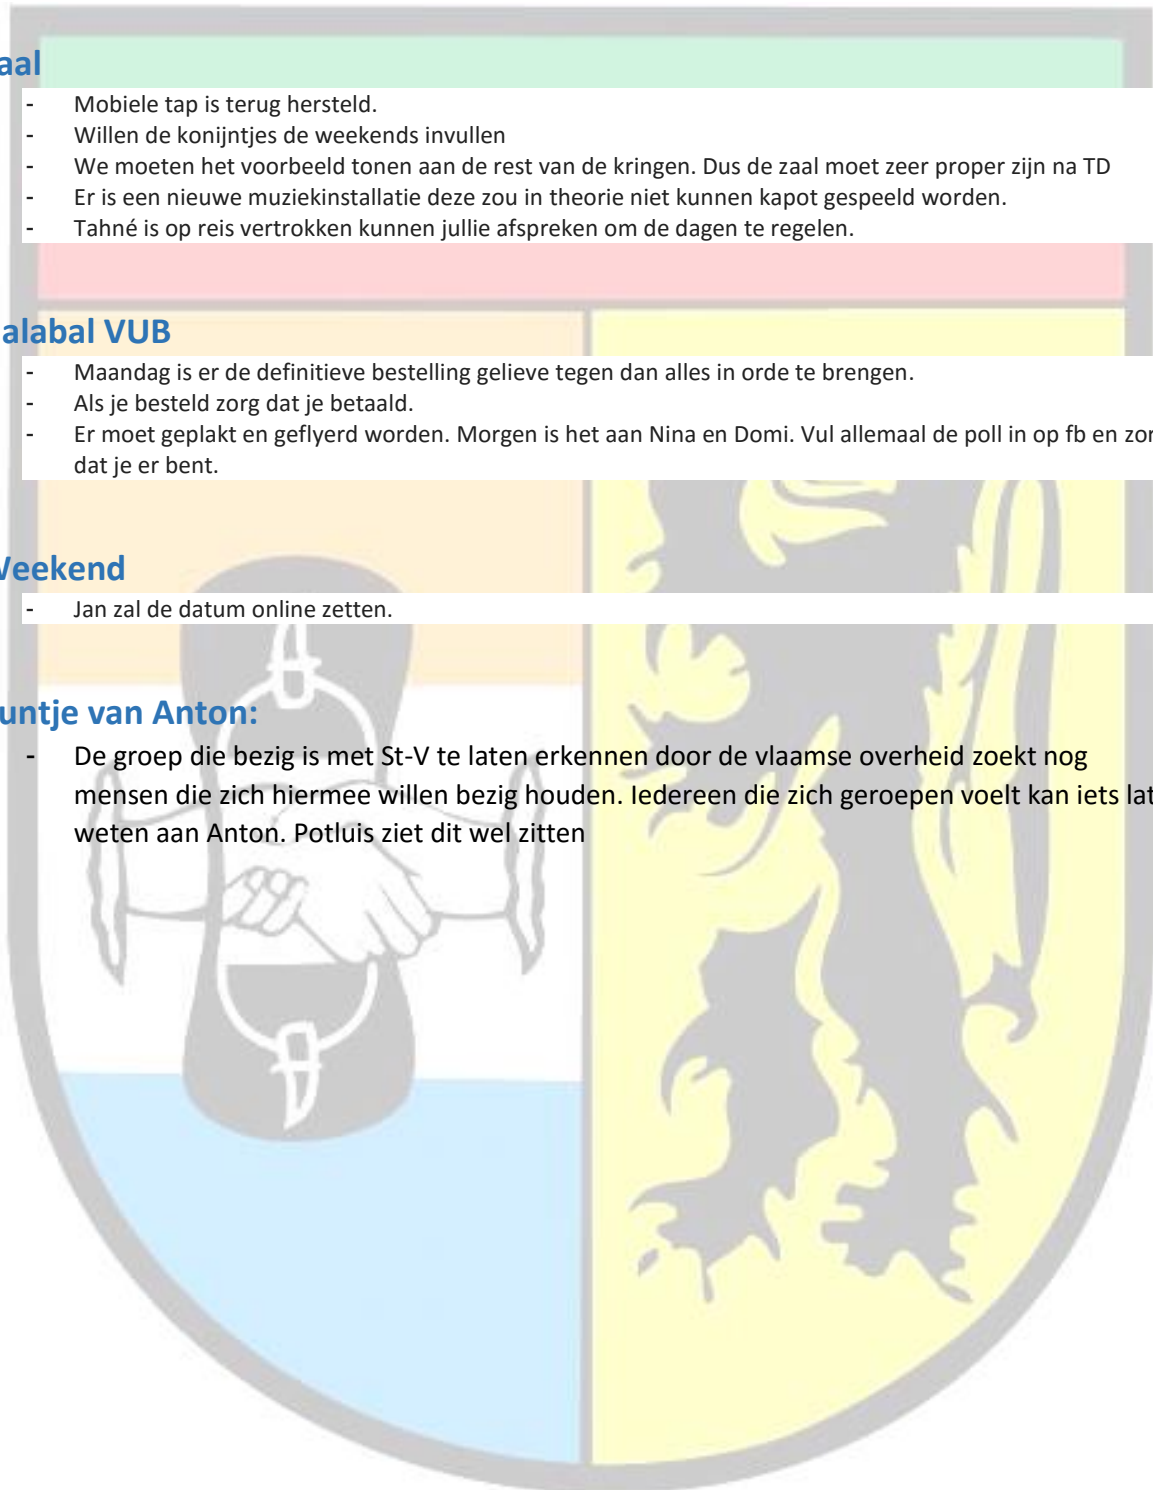 aal
- Mobiele tap is terug hersteld.
- Willen de konijntjes de weekends invullen
- We moeten het voorbeeld tonen aan de rest van de kringen. Dus de zaal moet zeer proper zijn na TD
- Er is een nieuwe muziekinstallatie deze zou in theorie niet kunnen kapot gespeeld worden.
- Tahné is op reis vertrokken kunnen jullie afspreken om de dagen te regelen.
alabal VUB
- Maandag is er de definitieve bestelling gelieve tegen dan alles in orde te brengen.
- Als je besteld zorg dat je betaald.
- Er moet geplakt en geflyerd worden. Morgen is het aan Nina en Domi. Vul allemaal de poll in op fb en zor
dat je er bent.
Weekend
- Jan zal de datum online zetten.
untje van Anton:
- De groep die bezig is met St-V te laten erkennen door de vlaamse overheid zoekt nog
mensen die zich hiermee willen bezig houden. Iedereen die zich geroepen voelt kan iets lat
weten aan Anton. Potluis ziet dit wel zitten